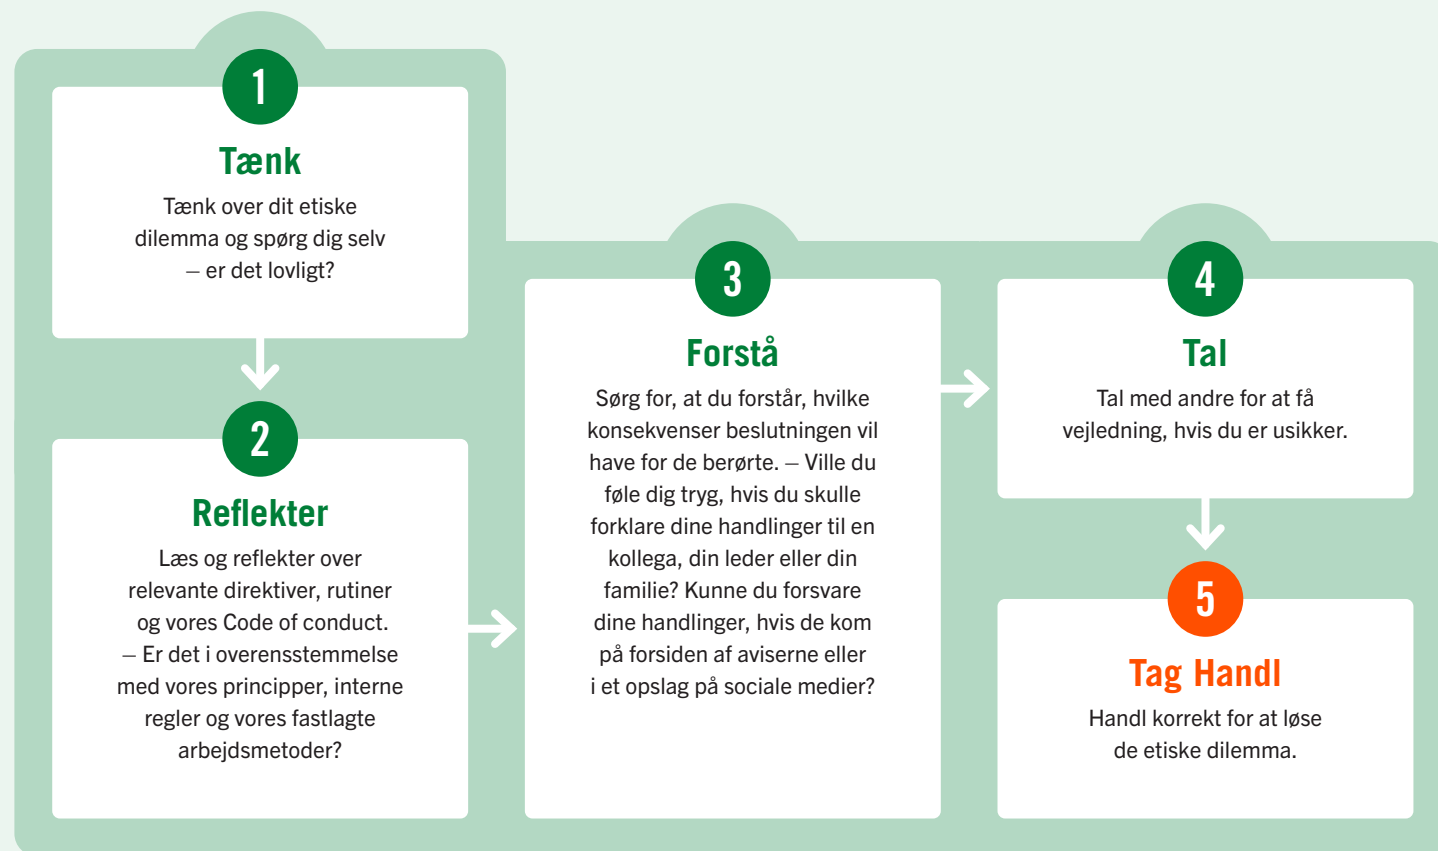 1
Tænk
Tænk over dit etiske
dilemma og spørg dig selv
– er det lovligt?
2
Reflekter
Læs og reflekter over
relevante direktiver, rutiner
og vores Code of conduct.
– Er det i overensstemmelse
med vores principper, interne
regler og vores fastlagte
arbejdsmetoder?
3
Forstå
Sørg for, at du forstår, hvilke
konsekvenser beslutningen vil
have for de berørte. – Ville du
føle dig tryg, hvis du skulle
forklare dine handlinger til en
kollega, din leder eller din
familie? Kunne du forsvare
dine handlinger, hvis de kom
på forsiden af aviserne eller
i et opslag på sociale medier?
4
Tal
Tal med andre for at få
vejledning, hvis du er usikker.
5
Tag Handl
Handl korrekt for at løse
de etiske dilemma.